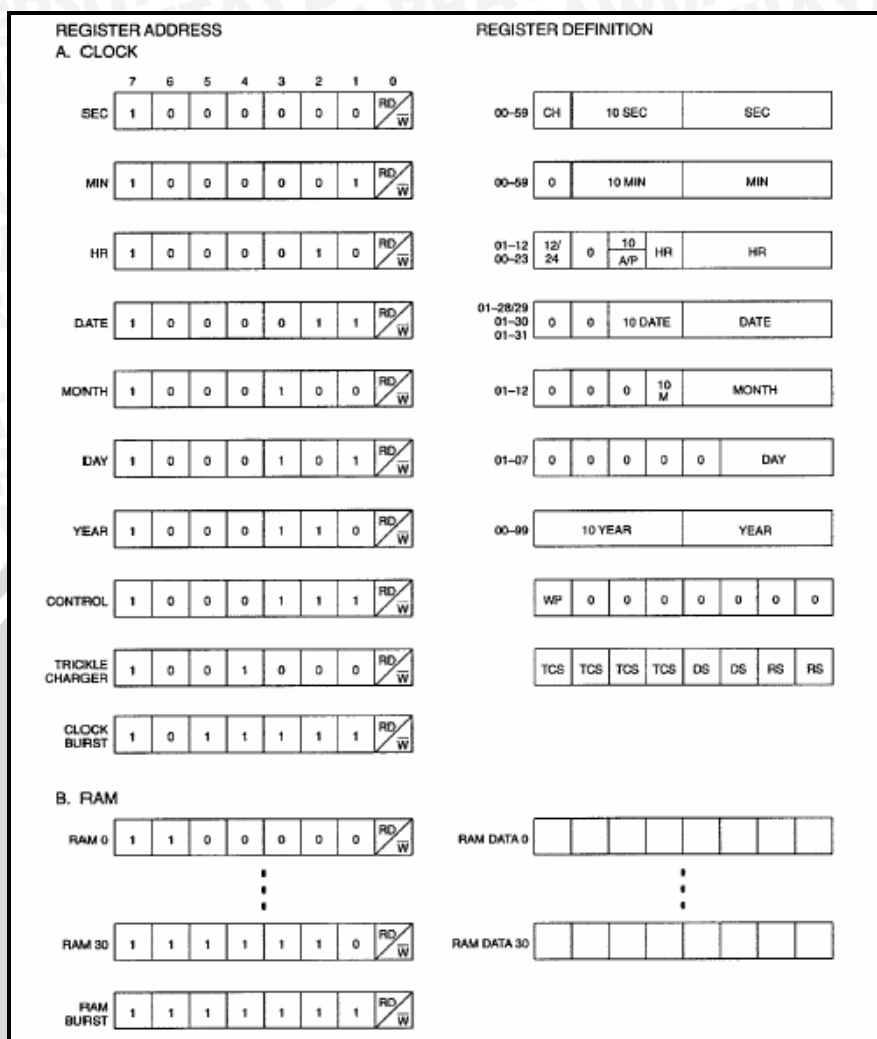 REGISTER ADDRESS
A. CLOCK
7 6 5 4 3 2 1 0
SEC 1 0 0 0 0 0 0 RD/W
MIN 1 0 0 0 0 0 1 RD/W
HR 1 0 0 0 0 1 0 RD/W
DATE 1 0 0 0 0 1 1 RD/W
MONTH 1 0 0 0 1 0 0 RD/W
DAY 1 0 0 0 1 0 1 RD/W
YEAR 1 0 0 0 1 1 0 RD/W
CONTROL 1 0 0 0 1 1 1 RD/W
TRICKLE
CHARGER 1 0 0 1 0 0 0 RD/W
CLOCK
BURST 1 0 1 1 1 1 1 RD/W
B. RAM
RAM 0 1 1 0 0 0 0 0 RD/W
RAM 30 1 1 1 1 1 1 0 RD/W
RAM
BURST 1 1 1 1 1 1 1 RD/W
REGISTER DEFINITION
00–59 CH 10 SEC SEC
00–59 0 10 MIN MIN
01–12
00–23 12/24 0 10 A/P HR HR
01–28/29
01–30
01–31 0 0 10 DATE DATE
01–12 0 0 0 10 M MONTH
01–07 0 0 0 0 0 DAY
00–99 10 YEAR YEAR
WP 0 0 0 0 0 0 0
TCS TCS TCS TCS DS DS RS RS
RAM DATA 0
RAM DATA 30